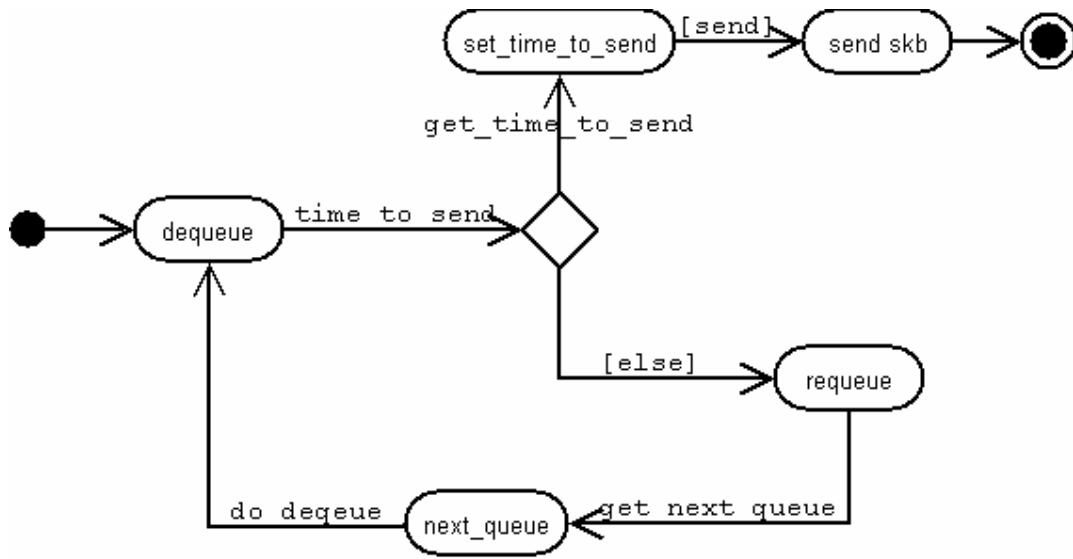 set_time_to_send
[send]
send skb
get_time_to_send
dequeue
time to send
[else]
requeue
do deqeue
next_queue
get next queue